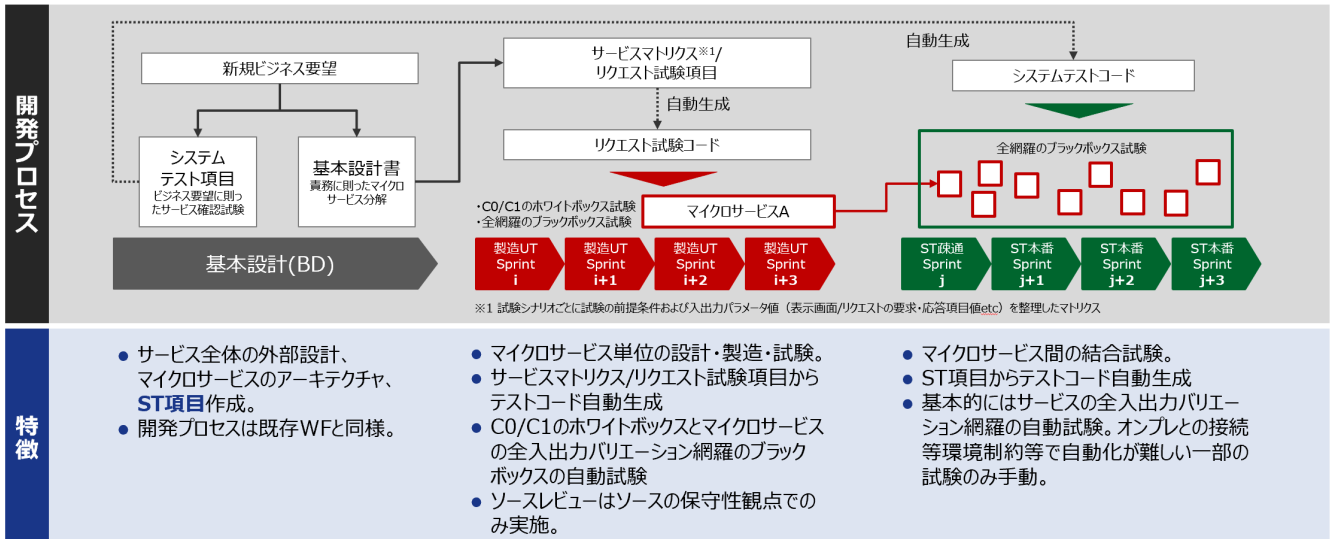 開発プロセス
新規ビジネス要望
システム
テスト項目
ビジネス要望に則っ
たサービス確認試験
基本設計書
責務に則ったマイクロ
サービス分解
基本設計(BD)
サービスマトリクス※1/
リクエスト試験項目
自動生成
リクエスト試験コード
・C0/C1のホワイトボックス試験
・全網羅のブラックボックス試験
マイクロサービスA
製造UT
Sprint
i
製造UT
Sprint
i+1
製造UT
Sprint
i+2
製造UT
Sprint
i+3
自動生成
システムテストコード
全網羅のブラックボックス試験
ST疎通
Sprint
j
ST本番
Sprint
j+1
ST本番
Sprint
j+2
ST本番
Sprint
j+3
※1 試験シナリオごとに試験の前提条件および入出力パラメータ値（表示画面/リクエストの要求・応答項目値etc）を整理したマトリクス
特徴
● サービス全体の外部設計、
マイクロサービスのアーキテクチャ、
ST項目作成。
● 開発プロセスは既存WFと同様。
● マイクロサービス単位の設計・製造・試験。
● サービスマトリクス/リクエスト試験項目から
テストコード自動生成
● C0/C1のホワイトボックスとマイクロサービス
の全入出力バリエーション網羅のブラック
ボックスの自動試験
● ソースレビューはソースの保守性観点での
み実施。
● マイクロサービス間の結合試験。
● ST項目からテストコード自動生成
● 基本的にはサービスの全入出力バリエー
ション網羅の自動試験。オンプレとの接続
等環境制約等で自動化が難しい一部の
試験のみ手動。